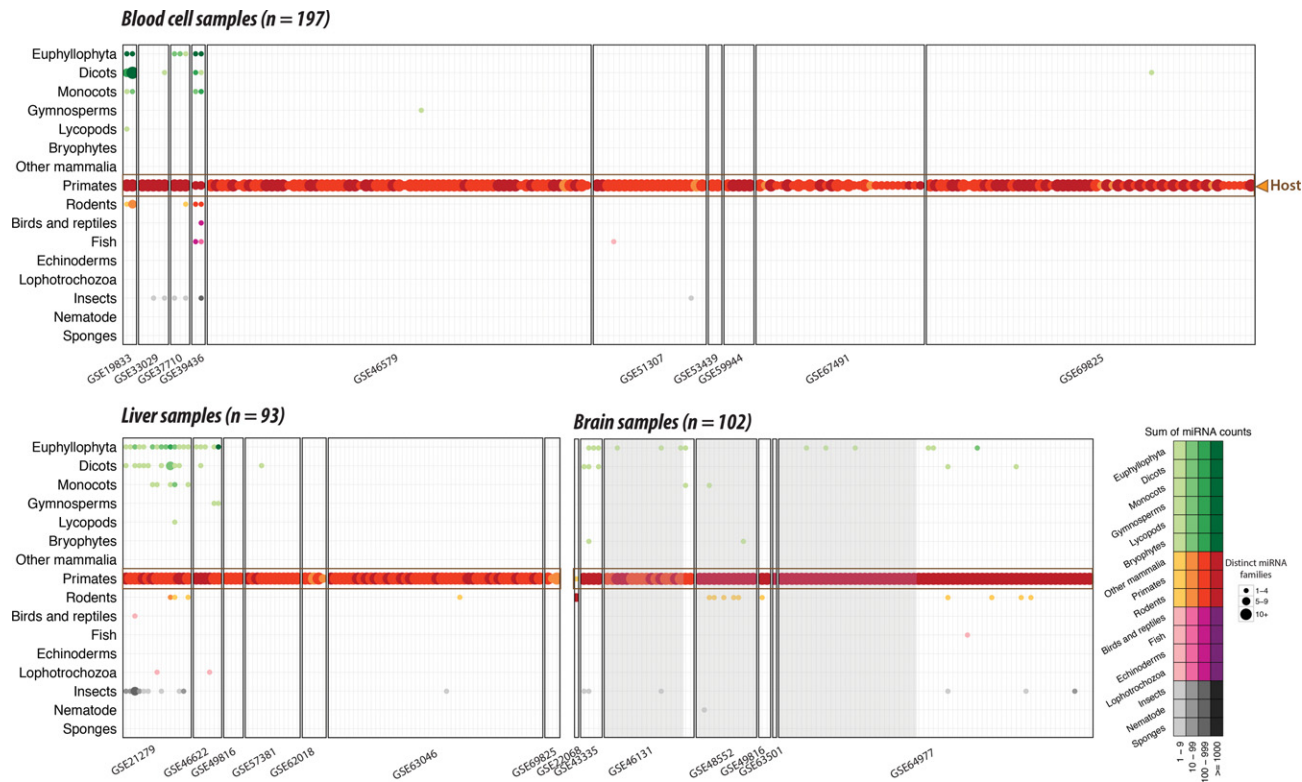 Blood cell samples (n = 197)
Euphyllophyta
Dicots
Monocots
Gymnosperms
Lycopods
Bryophytes
Other mammalia
Primates
Host
Rodents
Birds and reptiles
Fish
Echinoderms
Lophotrochozoa
Insects
Nematode
Sponges
GSE19833
GSE33029
GSE37710
GSE39436
GSE46579
GSE51307
GSE53439
GSE59944
GSE67491
GSE69825
Liver samples (n = 93)
Euphyllophyta
Dicots
Monocots
Gymnosperms
Lycopods
Bryophytes
Other mammalia
Primates
Rodents
Birds and reptiles
Fish
Echinoderms
Lophotrochozoa
Insects
Nematode
Sponges
GSE21279
GSE46622
GSE49816
GSE57381
GSE62018
GSE63046
GSE69825
Brain samples (n = 102)
GSE22068
GSE43335
GSE46131
GSE48552
GSE49816
GSE63501
GSE64977
Sum of miRNA counts
Euphyllophyta
Dicots
Monocots
Gymnosperms
Lycopods
Bryophytes
Other mammalia
Primates
Rodents
Birds and reptiles
Fish
Echinoderms
Lophotrochozoa
Insects
Nematode
Sponges
1 - 9
10 - 99
100 - 999
>= 1000
Distinct miRNA
families
1–4
5–9
10+